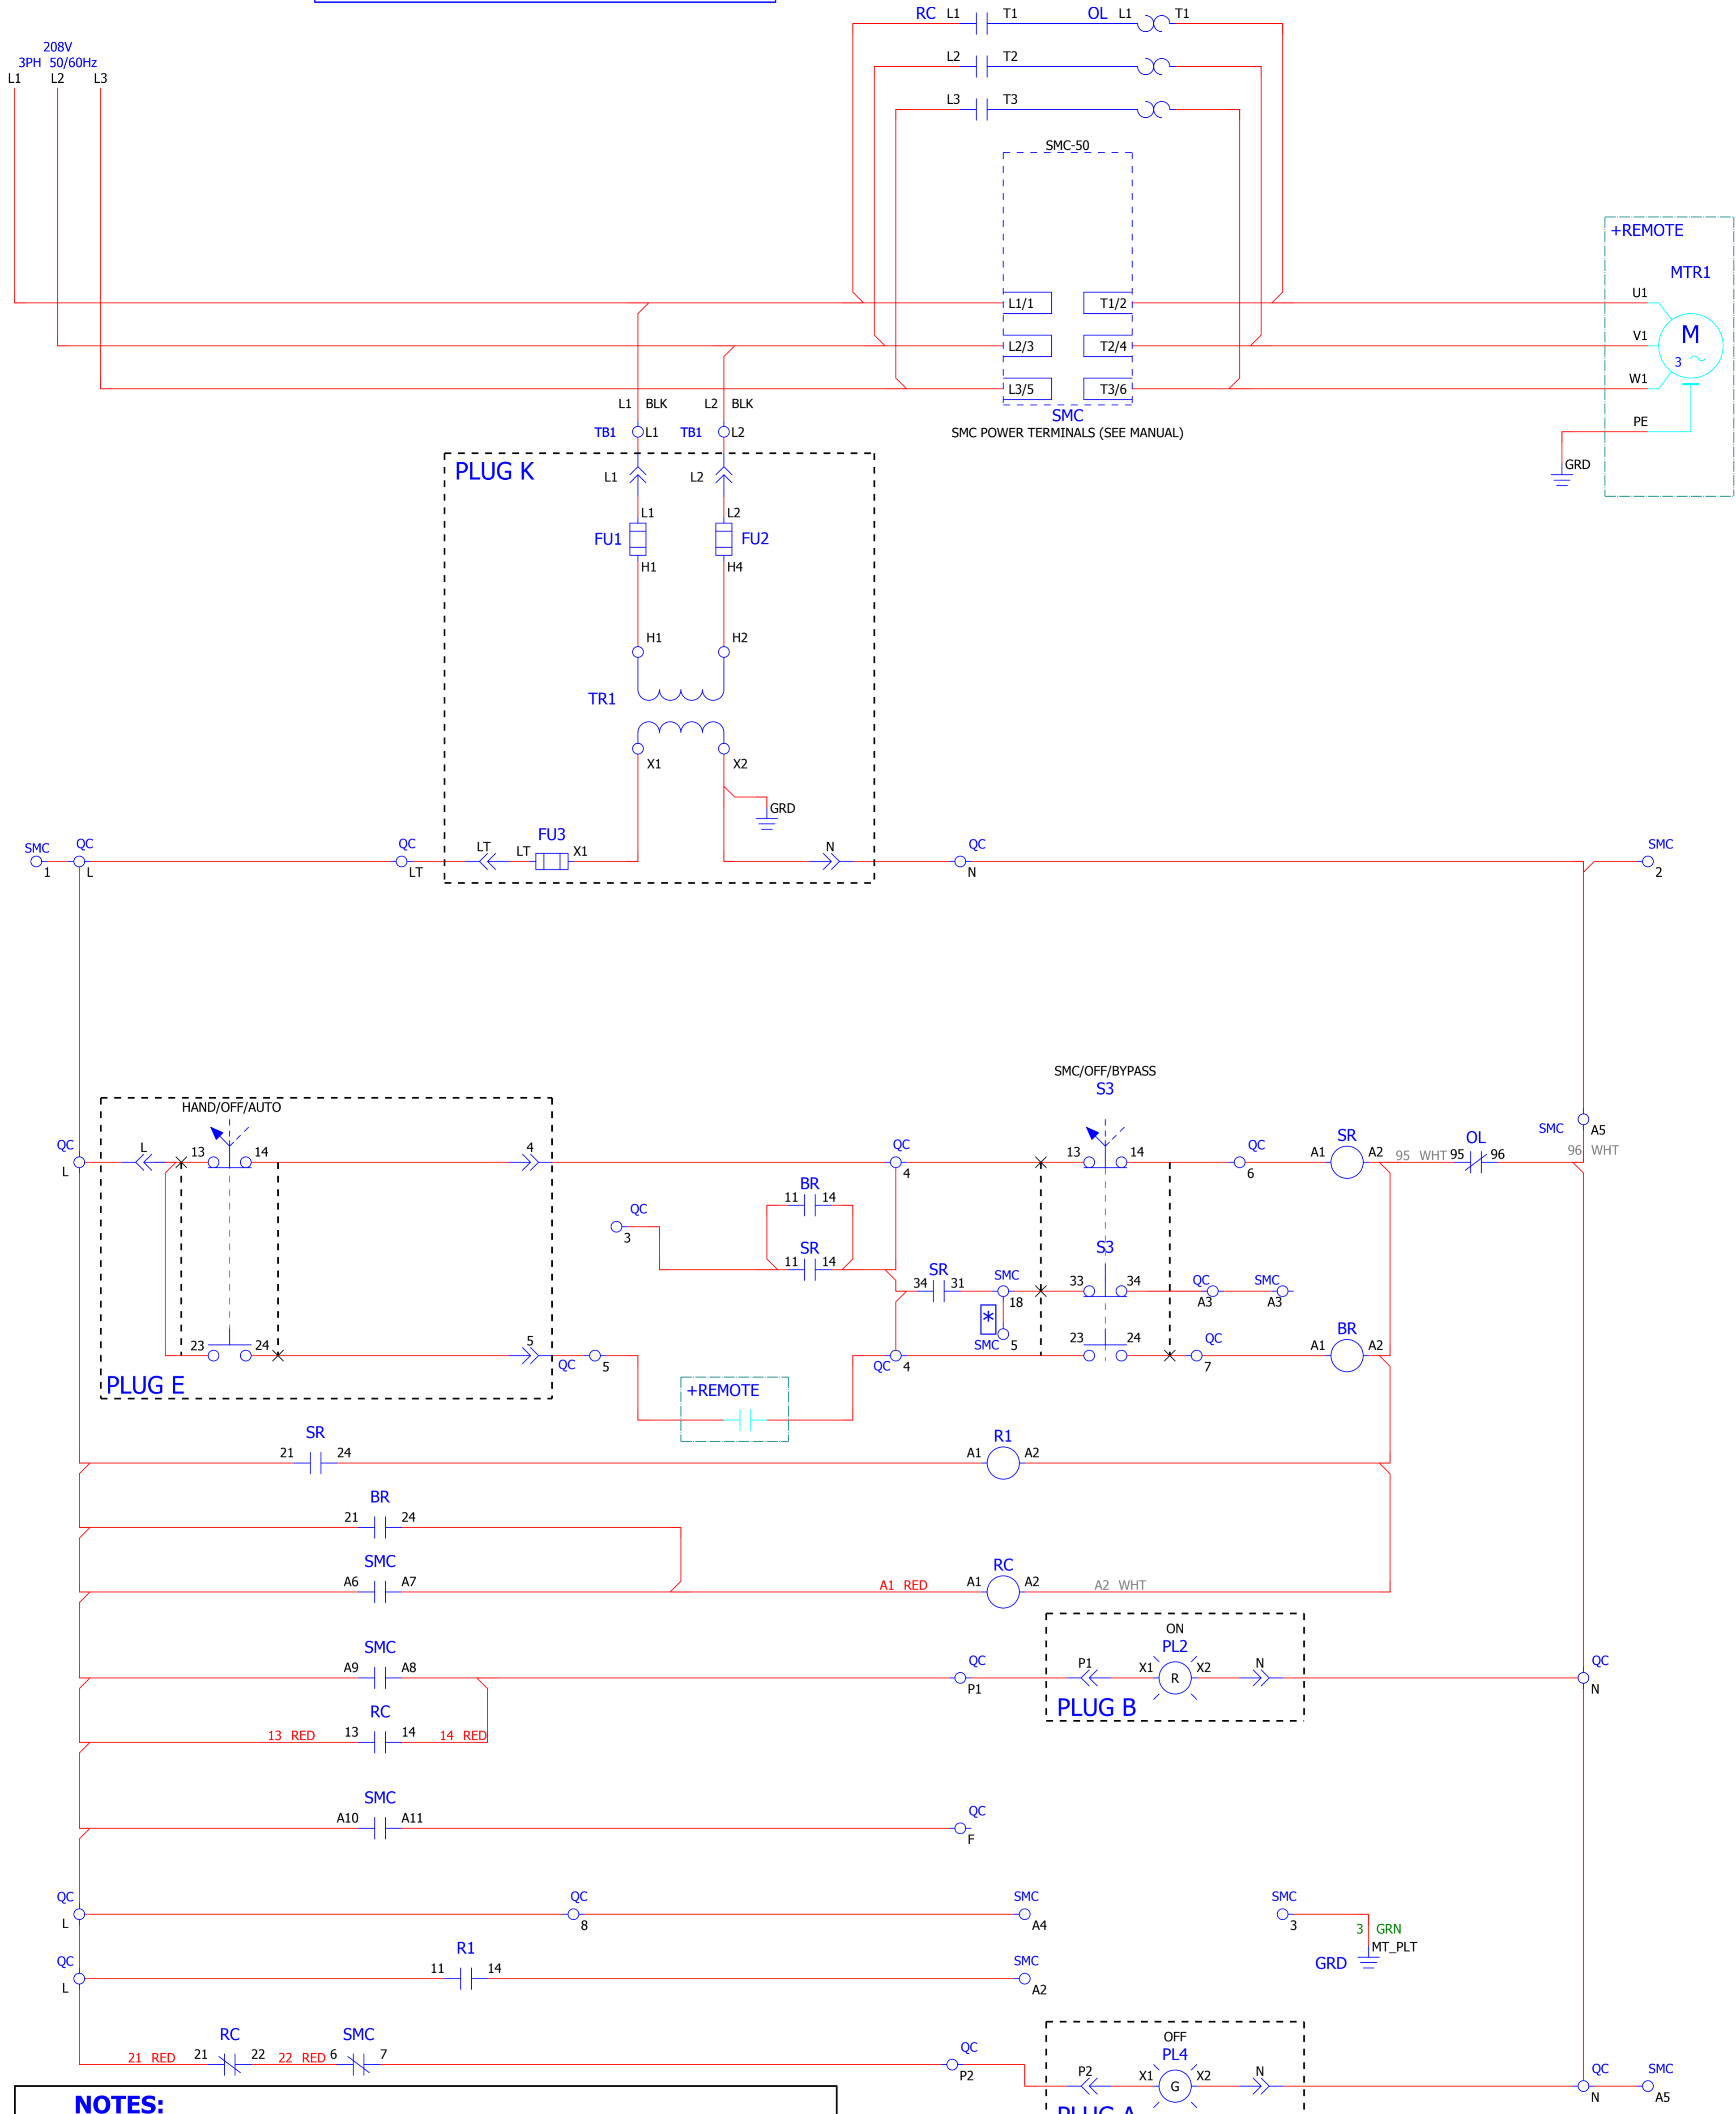 RC L1 T1 OL L1 T1
208V
3PH 50/60Hz
L1 L2 L3
L2 T2
L3 T3
SMC-50
+REMOTE
MTR1
U1
L1/1 T1/2
V1
M
3
L2/3 T2/4
W1
L3/5 T3/6
L1 BLK L2 BLK
SMC
SMC POWER TERMINALS (SEE MANUAL)
PE
TB1 L1 TB1 L2
GRD
PLUG K
L1 L2
L1 L2
FU1 FU2
H1 H4
H1 H2
TR1
X1 X2
GRD
SMC QC QC FU3 QC SMC
LT LT X1 N
1 L LT N 2
SMC/OFF/BYPASS
S3
HAND/OFF/AUTO
SMC A5
QC L 13 14 4 QC 13 14 QC SR OL
L 4 6 A1 A2 95 WHT 95 96 96 WHT
BR
11 14
QC
3
SR
11 14
S3
SR
34 31 SMC 33 34 QC SMC
18 A3 A3
*
SMC 5
23 24 5 QC 5 QC 4 23 24 QC 7 BR A1 A2
PLUG E
+REMOTE
SR R1
21 24 A1 A2
BR
21 24
SMC RC
A6 A7 A1 RED A1 A2 A2 WHT
ON
SMC PL2
A9 A8 QC P1 X1 R X2 N QC
P1 N
PLUG B
RC
13 RED 13 14 14 RED
SMC
A10 A11 QC
F
QC QC SMC SMC
L 8 A4 3
3 GRN
MT_PLT
GRD
QC R1 SMC
L 11 14 A2
OFF
RC SMC PL4
21 RED 21 22 22 RED 6 7 QC
P2 P2 X1 G X2 N QC SMC
N A5
NOTES:
PLUG A